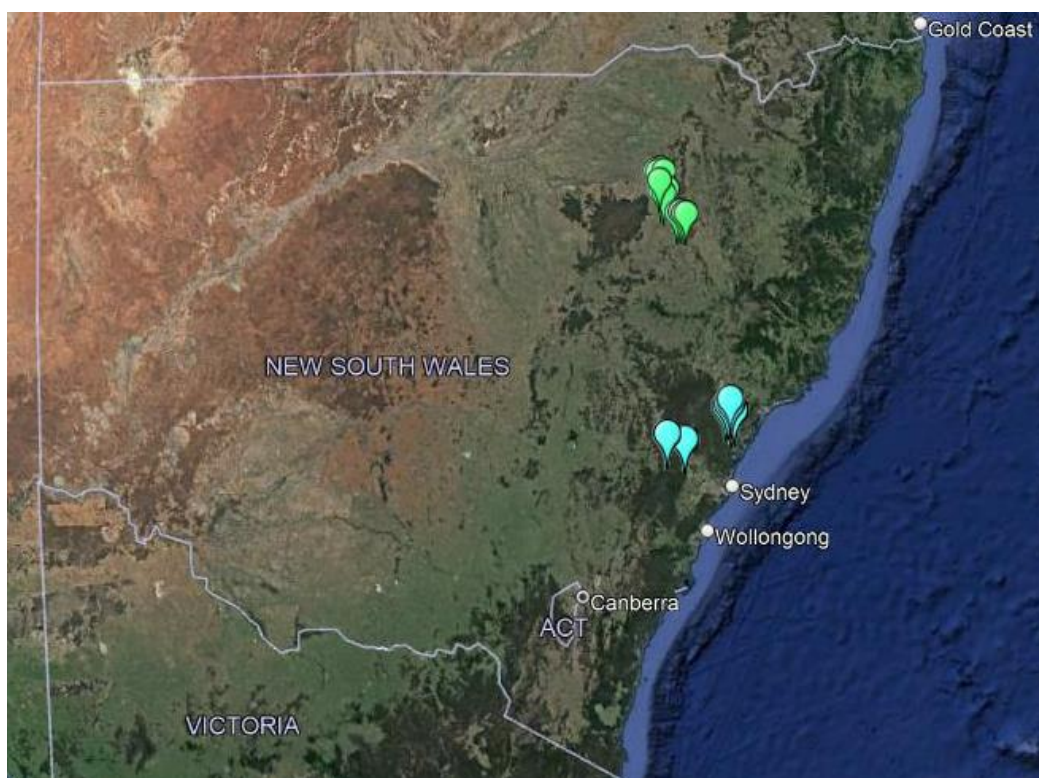 Gold Coast
NEW SOUTH WALES
Sydney
Wollongong
Canberra
ACT
VICTORIA